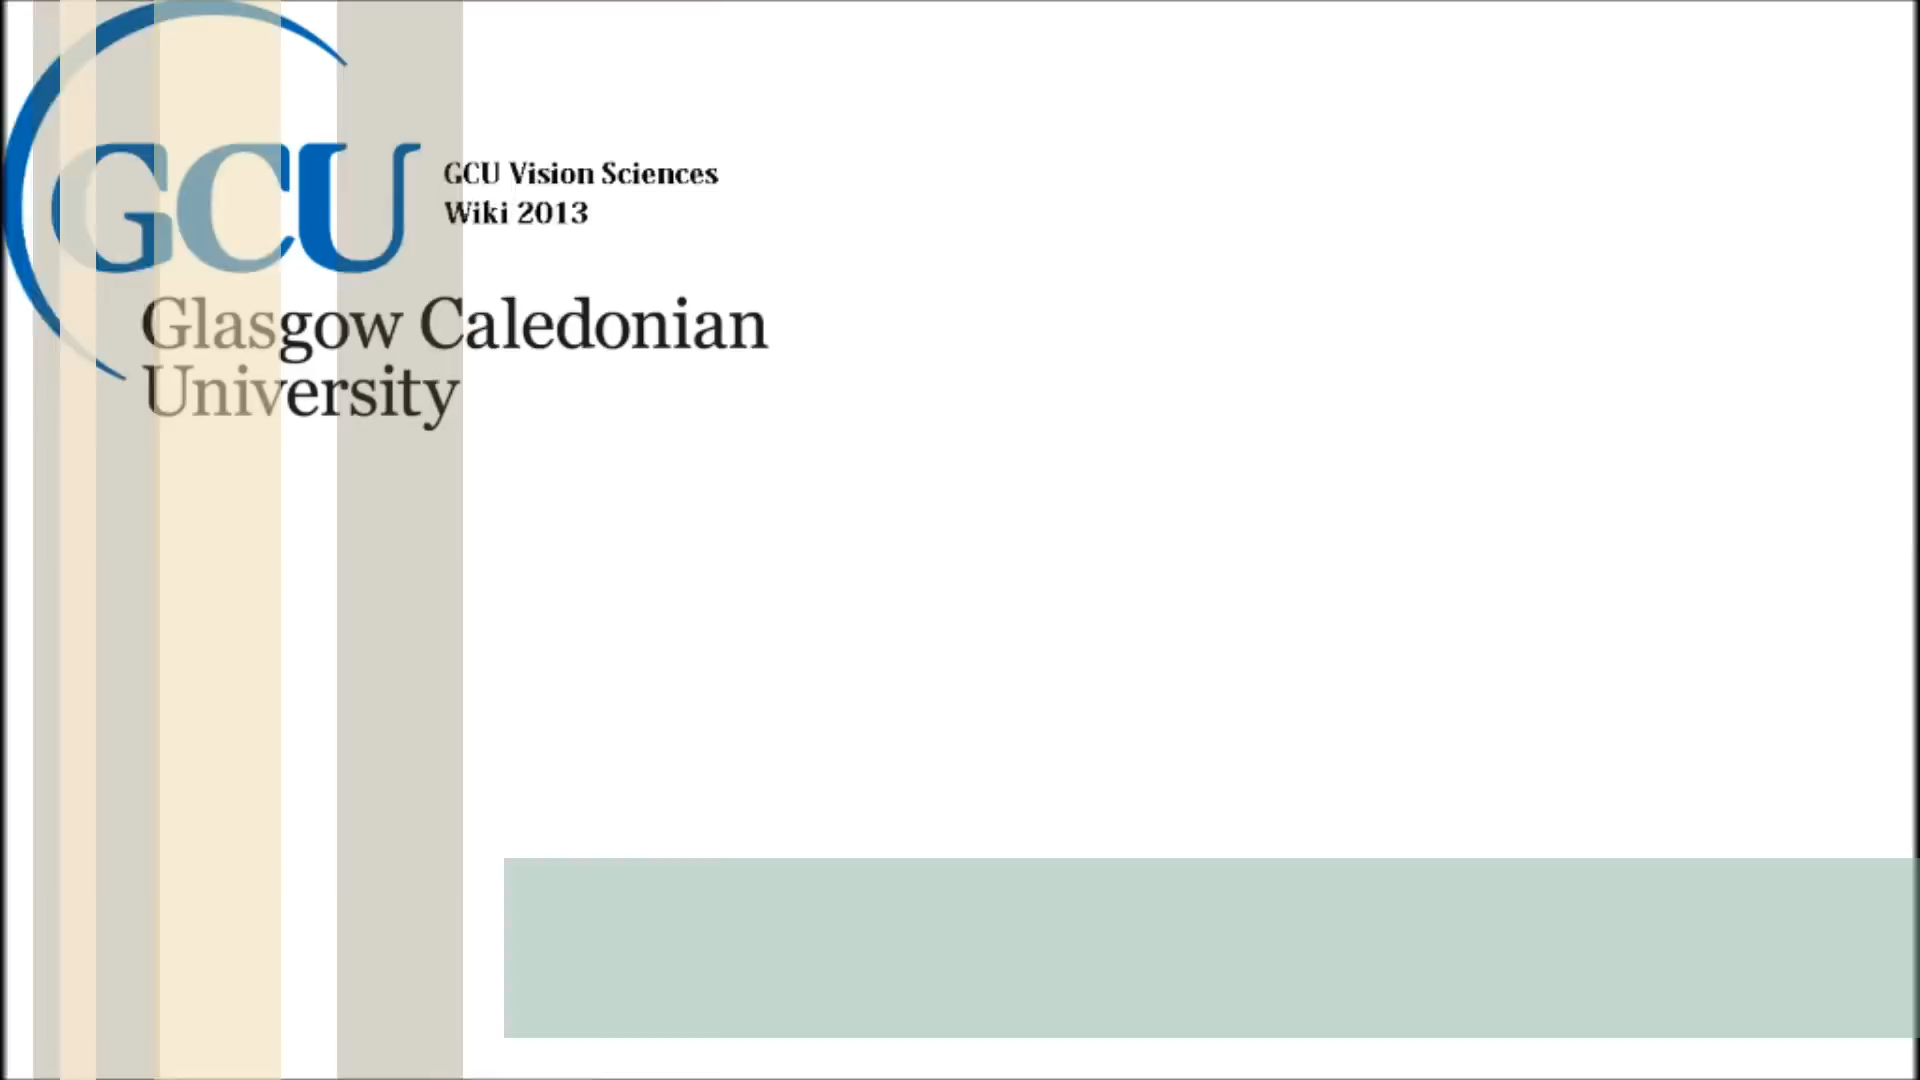 GCU
GCU Vision Sciences
Wiki 2013
Glasgow Caledonian
University